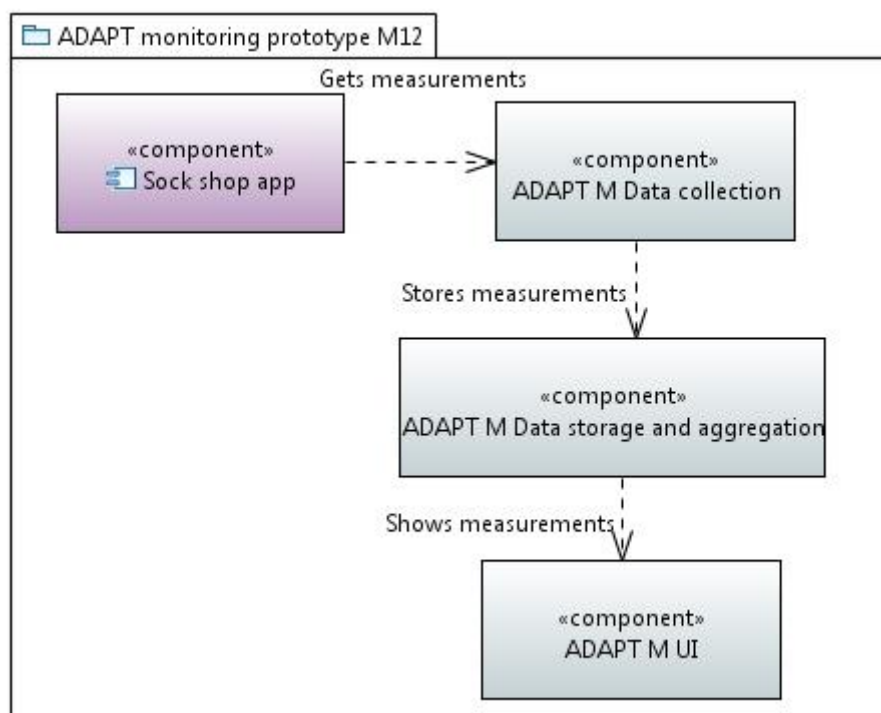 ADAPT monitoring prototype M12
Gets measurements
«component»
Sock shop app
«component»
ADAPT M Data collection
Stores measurements
«component»
ADAPT M Data storage and aggregation
Shows measurements
«component»
ADAPT M UI